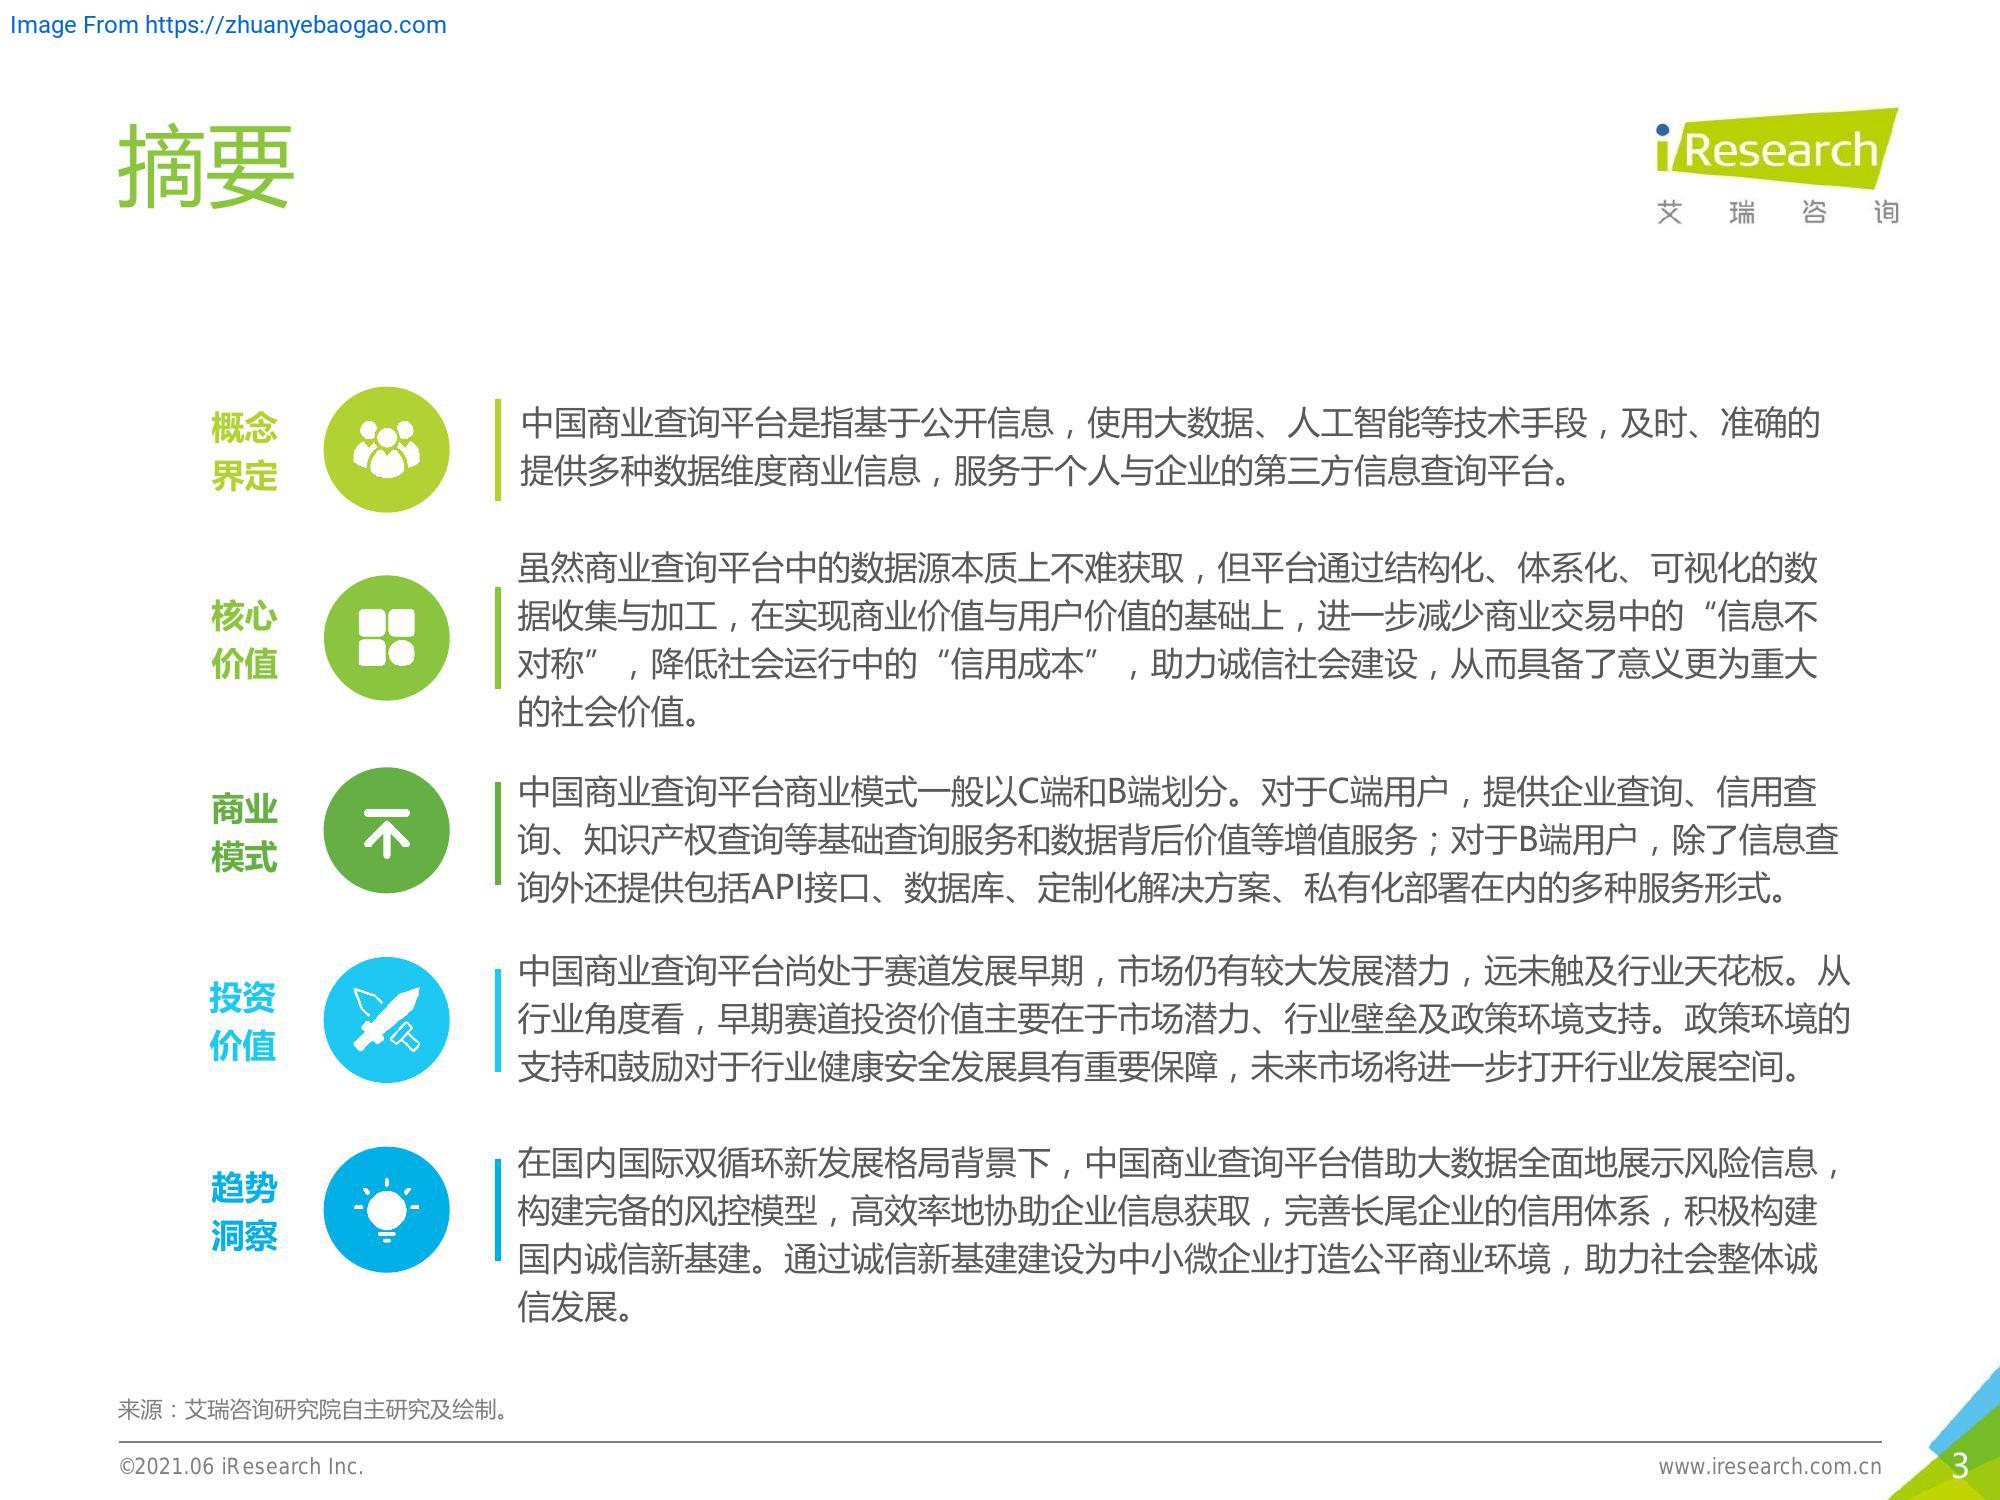 Image From https://zhuanyebaogao.com
摘要
iResearch
艾瑞咨询
概念
界定
中国商业查询平台是指基于公开信息，使用大数据、人工智能等技术手段，及时、准确的
提供多种数据维度商业信息，服务于个人与企业的第三方信息查询平台。
核心
价值
虽然商业查询平台中的数据源本质上不难获取，但平台通过结构化、体系化、可视化的数
据收集与加工，在实现商业价值与用户价值的基础上，进一步减少商业交易中的“信息不
对称”，降低社会运行中的“信用成本”，助力诚信社会建设，从而具备了意义更为重大
的社会价值。
商业
模式
中国商业查询平台商业模式一般以C端和B端划分。对于C端用户，提供企业查询、信用查
询、知识产权查询等基础查询服务和数据背后价值等增值服务；对于B端用户，除了信息查
询外还提供包括API接口、数据库、定制化解决方案、私有化部署在内的多种服务形式。
投资
价值
中国商业查询平台尚处于赛道发展早期，市场仍有较大发展潜力，远未触及行业天花板。从
行业角度看，早期赛道投资价值主要在于市场潜力、行业壁垒及政策环境支持。政策环境的
支持和鼓励对于行业健康安全发展具有重要保障，未来市场将进一步打开行业发展空间。
趋势
洞察
在国内国际双循环新发展格局背景下，中国商业查询平台借助大数据全面地展示风险信息，
构建完备的风控模型，高效率地协助企业信息获取，完善长尾企业的信用体系，积极构建
国内诚信新基建。通过诚信新基建建设为中小微企业打造公平商业环境，助力社会整体诚
信发展。
来源：艾瑞咨询研究院自主研究及绘制。
©2021.06 iResearch Inc.
www.iresearch.com.cn
3